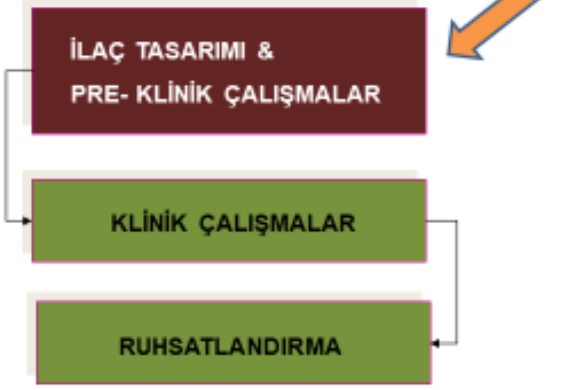 İLAÇ TASARIMI &
PRE- KLİNİK ÇALIŞMALAR
KLİNİK ÇALIŞMALAR
RUHSATLANDIRMA